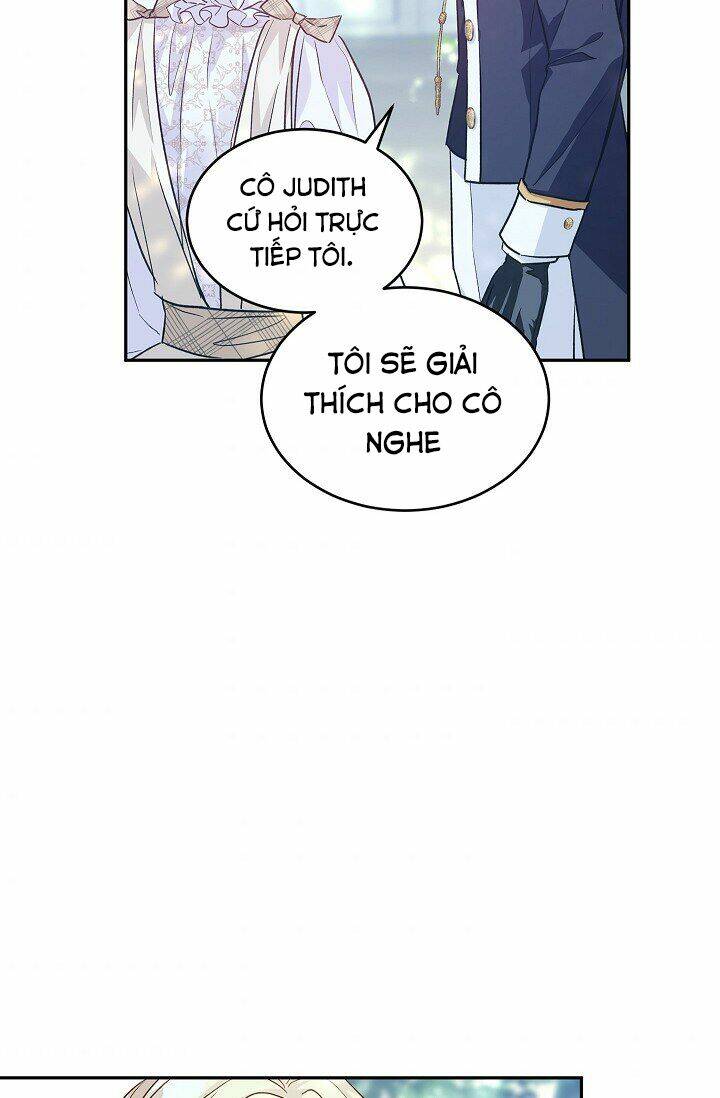 CÔ JUDITH
CỨ HỎI TRỰC
TIẾP TÔI.
TÔI SẼ GIẢI
THÍCH CHO CÔ
NGHE